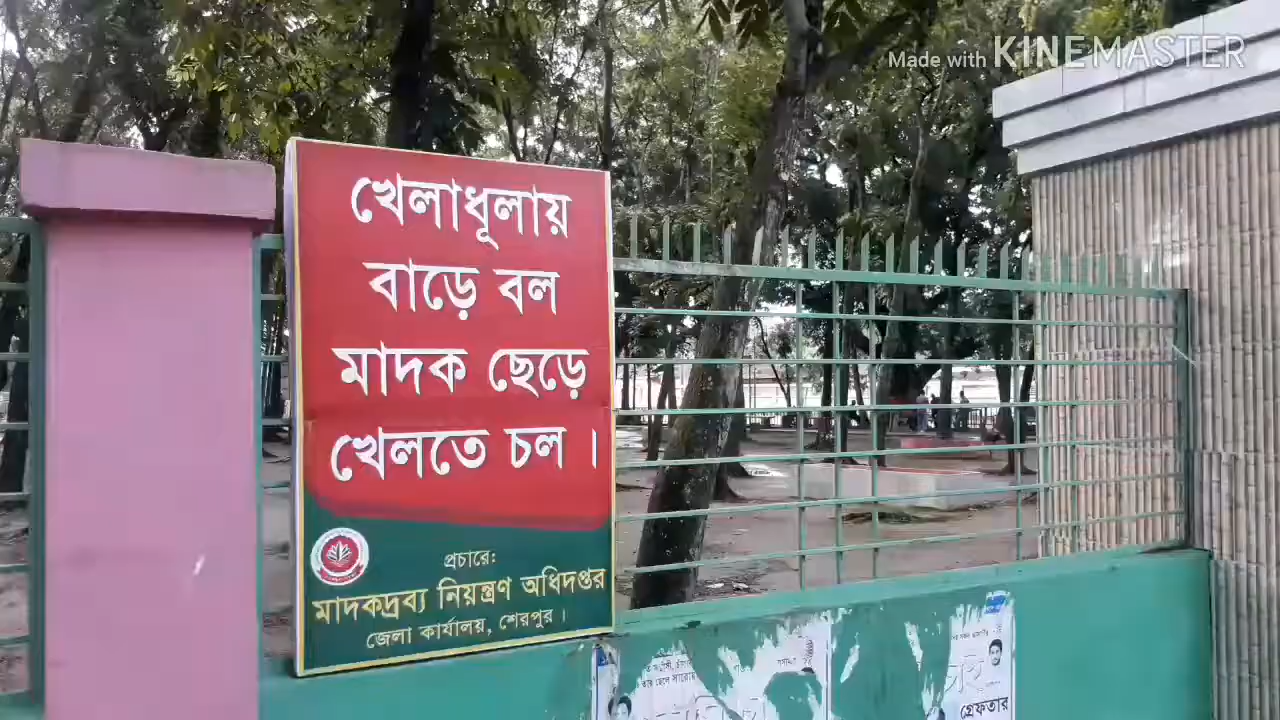 Made with KINEMASTER
খেলাধূলায়
বাড়ে বল
মাদক ছেড়ে
খেলতে চল ।
প্রচারে:
মাদকদ্রব্য নিয়ন্ত্রণ অধিদপ্তর
জেলা কার্যালয়, শেরপুর ।
গ্রেফতার